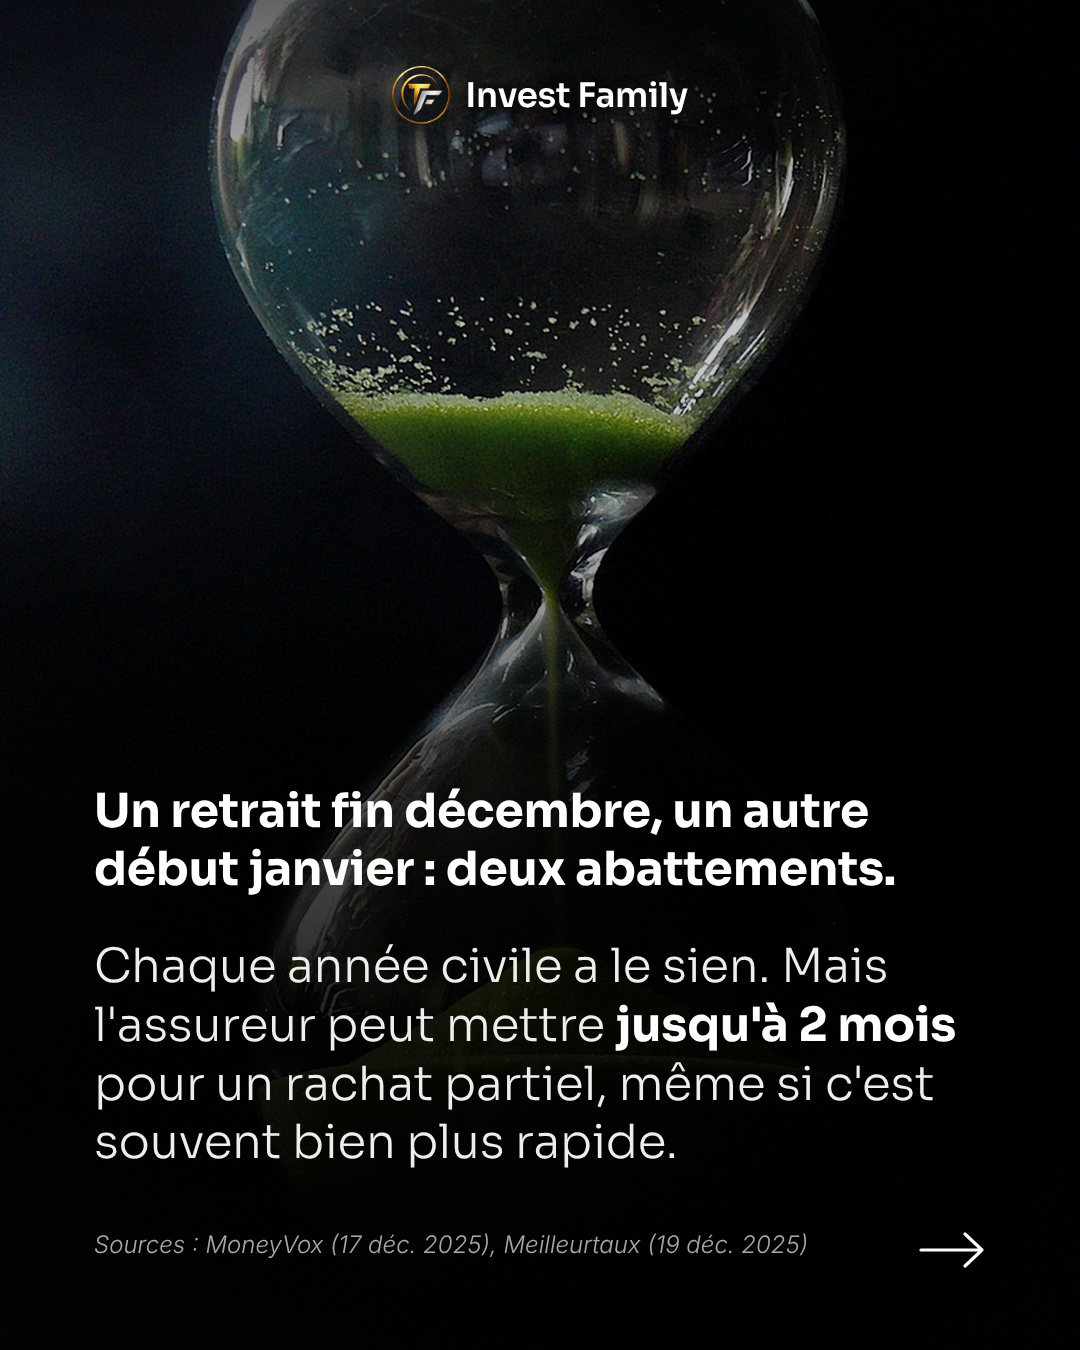 TF
Invest Family
Un retrait fin décembre, un autre
début janvier : deux abattements.
Chaque année civile a le sien. Mais
l'assureur peut mettre jusqu'à 2 mois
pour un rachat partiel, même si c'est
souvent bien plus rapide.
Sources : MoneyVox (17 déc. 2025), Meilleurtaux (19 déc. 2025)